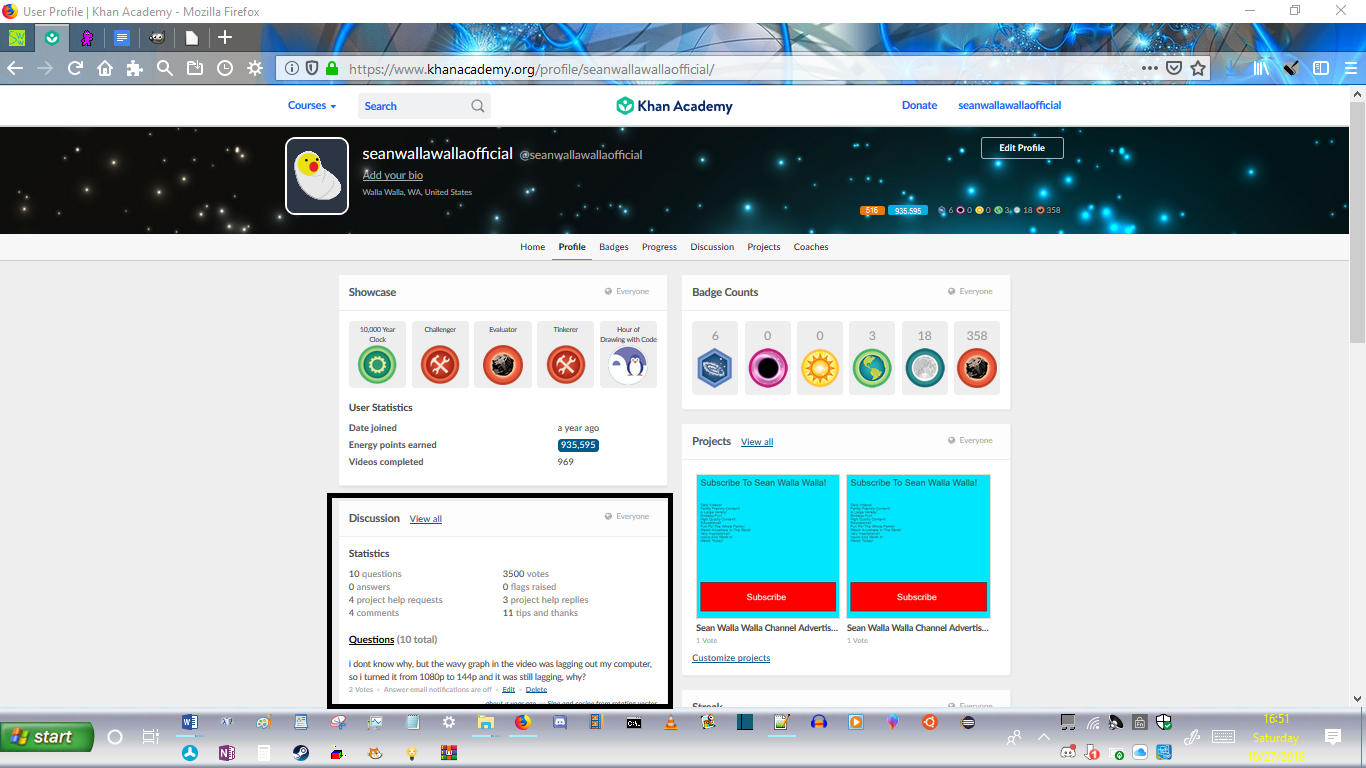 User Profile | Khan Academy - Mozilla Firefox
https://www.khanacademy.org/profile/seanwallawallaofficial/
Courses
Search
Khan Academy
Donate
seanwallawallaofficial
seanwallawallaofficial @seanwallawallaofficial
Edit Profile
Add your bio
Walla Walla, WA, United States
516 935,595 6 0 0 3 18 358
Home Profile Badges Progress Discussion Projects Coaches
Showcase
Everyone
10,000 Year
Clock
Challenger
Evaluator
Tinkerer
Hour of
Drawing with Code
User Statistics
Date joined a year ago
Energy points earned 935,595
Videos completed 969
Badge Counts
Everyone
6 0 0 3 18 358
Projects View all
Everyone
Subscribe To Sean Walla Walla!
Subscribe
Sean Walla Walla Channel Advertis...
1 Vote
Subscribe To Sean Walla Walla!
Subscribe
Sean Walla Walla Channel Advertis...
1 Vote
Customize projects
Discussion View all
Everyone
Statistics
10 questions 3500 votes
0 answers 0 flags raised
4 project help requests 3 project help replies
4 comments 11 tips and thanks
Questions (10 total)
i dont know why, but the wavy graph in the video was lagging out my computer,
so i turned it from 1080p to 144p and it was still lagging, why?
2 Votes • Answer email notifications are off • Edit • Delete
Streak
Everyone
start
16:51
Saturday
10/27/2018